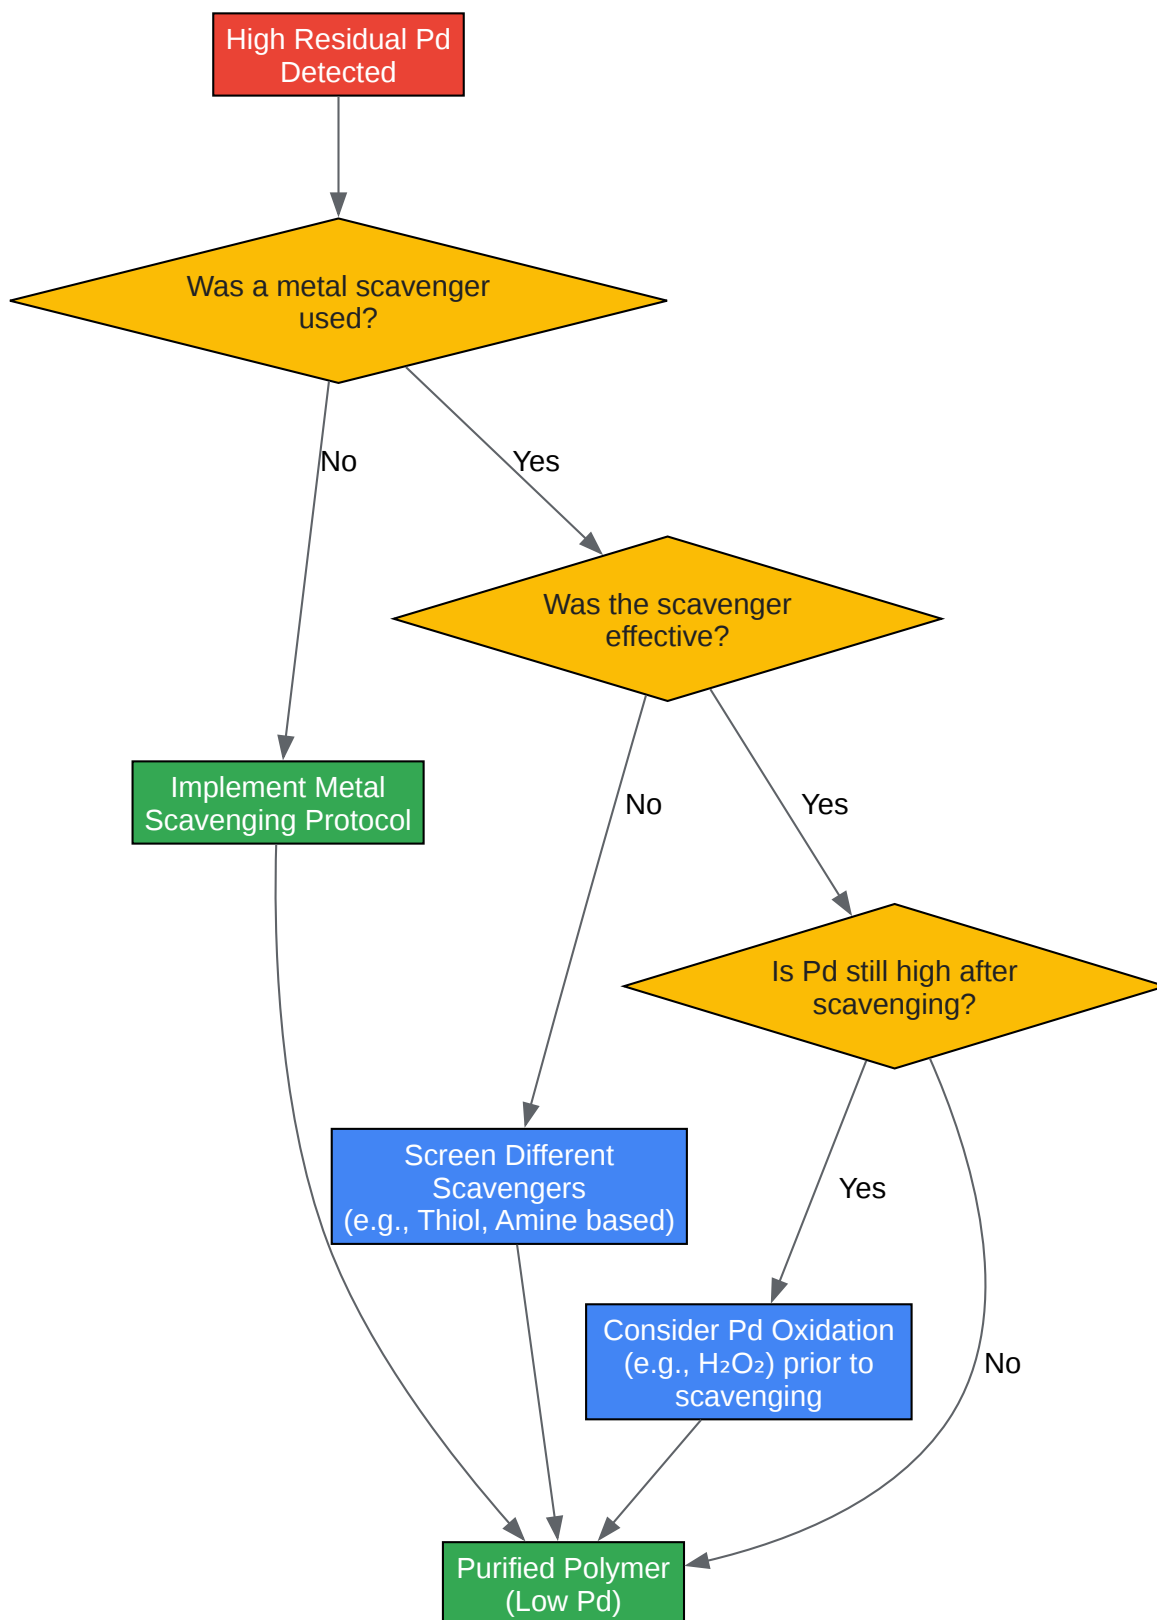 High Residual Pd
Detected
Was a metal scavenger
used?
No
Yes
Was the scavenger
effective?
Implement Metal
Scavenging Protocol
No
Yes
Is Pd still high after
scavenging?
Screen Different
Scavengers
(e.g., Thiol, Amine based)
Yes
Consider Pd Oxidation
(e.g., H₂O₂) prior to
scavenging
No
Purified Polymer
(Low Pd)